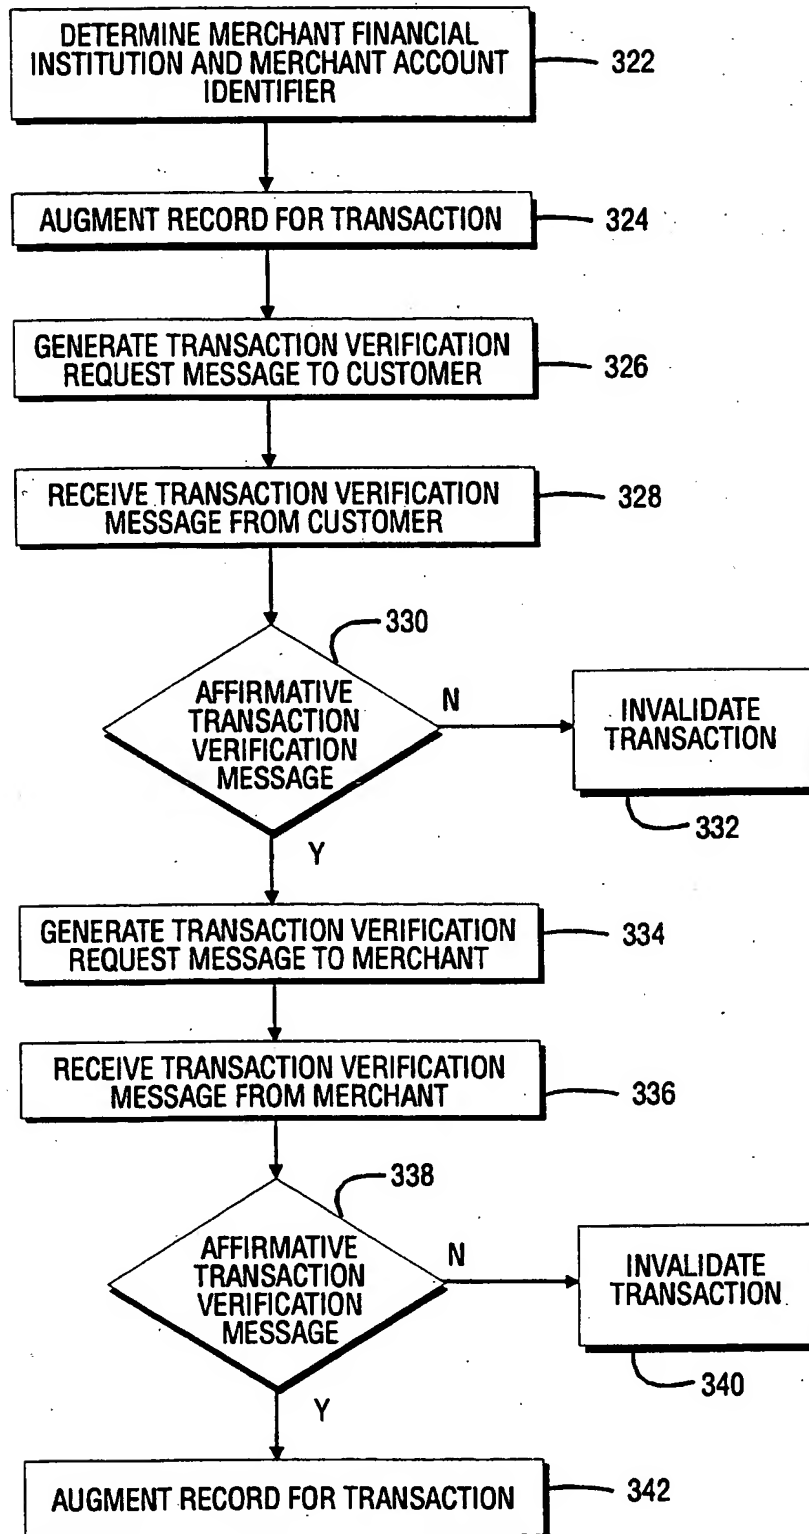 DETERMINE MERCHANT FINANCIAL
INSTITUTION AND MERCHANT ACCOUNT
IDENTIFIER
322
AUGMENT RECORD FOR TRANSACTION
324
GENERATE TRANSACTION VERIFICATION
REQUEST MESSAGE TO CUSTOMER
326
RECEIVE TRANSACTION VERIFICATION
MESSAGE FROM CUSTOMER
328
330
AFFIRMATIVE
TRANSACTION
VERIFICATION
MESSAGE
N
INVALIDATE
TRANSACTION
332
Y
GENERATE TRANSACTION VERIFICATION
REQUEST MESSAGE TO MERCHANT
334
RECEIVE TRANSACTION VERIFICATION
MESSAGE FROM MERCHANT
336
338
AFFIRMATIVE
TRANSACTION
VERIFICATION
MESSAGE
N
INVALIDATE
TRANSACTION
340
Y
AUGMENT RECORD FOR TRANSACTION
342